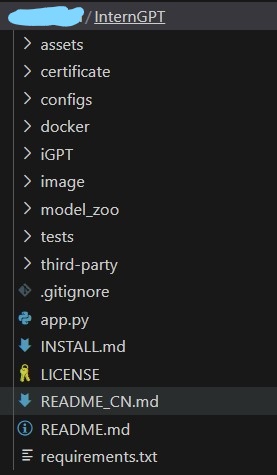 / InternGPT
assets
certificate
configs
docker
iGPT
image
model_zoo
tests
third-party
.gitignore
app.py
INSTALL.md
LICENSE
README_CN.md
README.md
requirements.txt